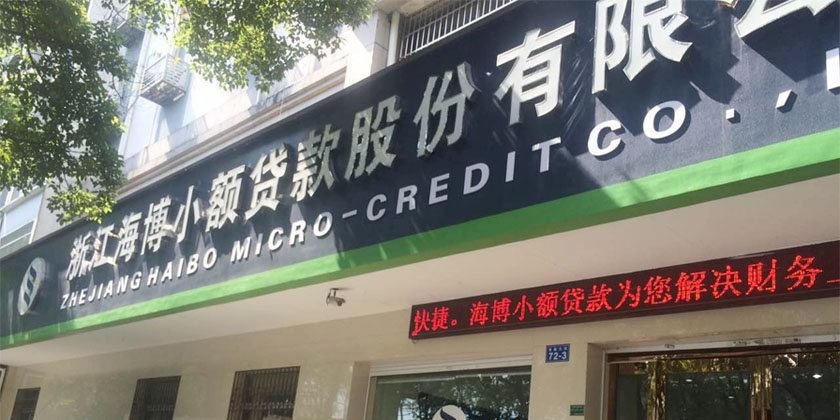 浙江海博小额贷款股份有限公
ZHEJIANG HAIBO MICRO-CREDIT CO.,
快捷。海博小额贷款为您解决财务
72-3